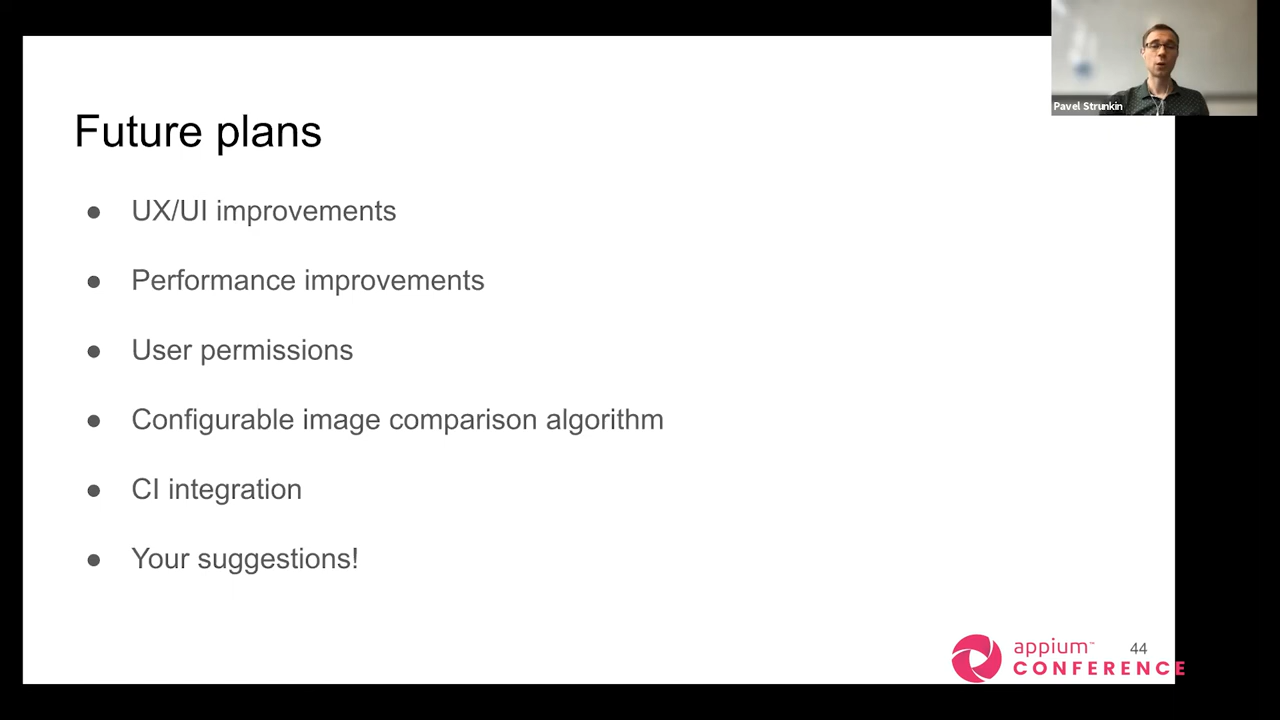 Pavel Strunkin
Future plans
● UX/UI improvements
● Performance improvements
● User permissions
● Configurable image comparison algorithm
● CI integration
● Your suggestions!
appium™
44
CONFERENCE